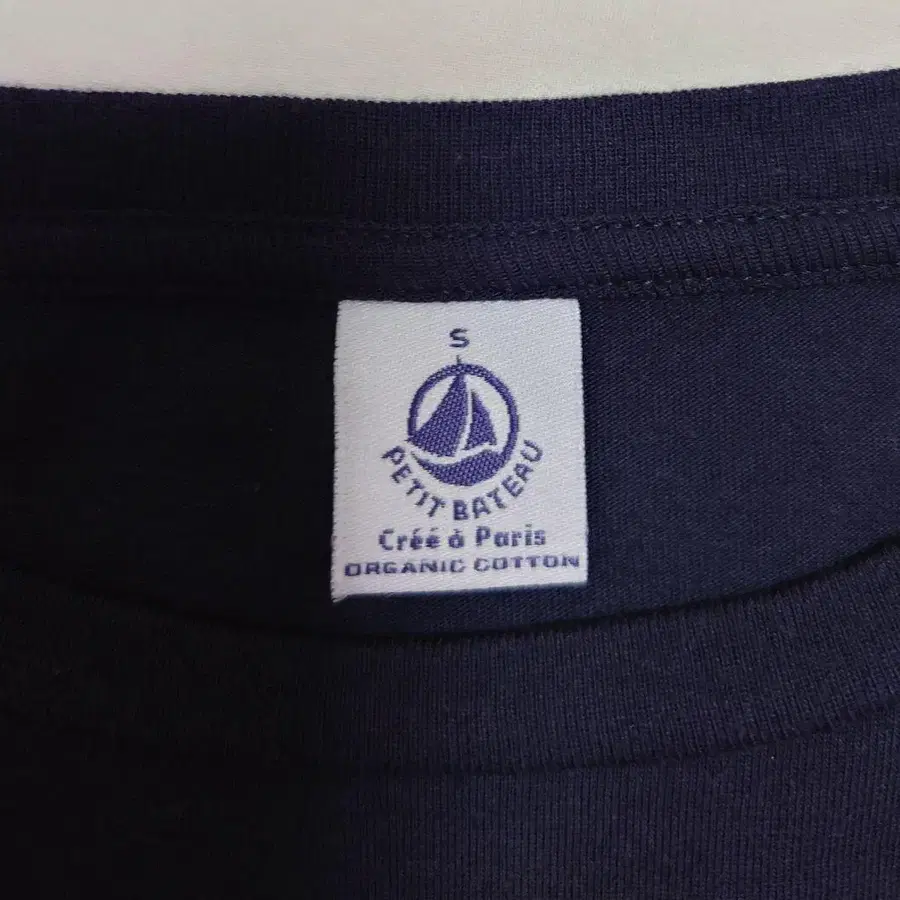 S
PETIT BATEAU
Créé à Paris
ORGANIC COTTON